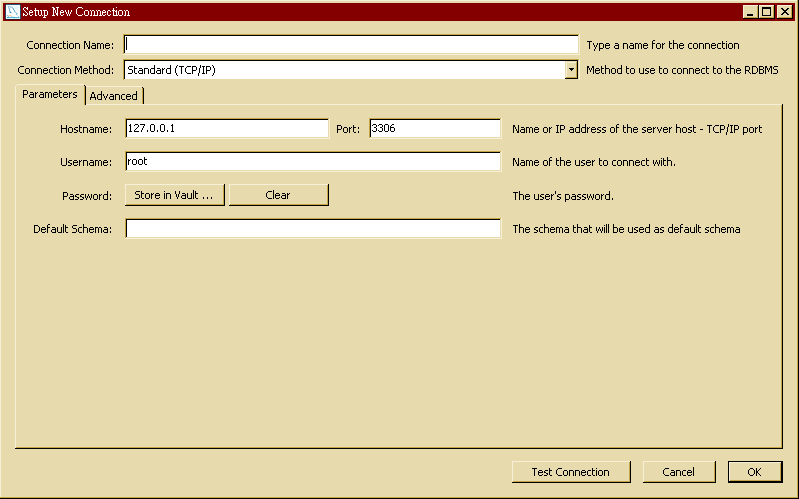 Setup New Connection
Connection Name: Type a name for the connection
Connection Method: Standard (TCP/IP) Method to use to connect to the RDBMS
Parameters Advanced
Hostname: 127.0.0.1 Port: 3306 Name or IP address of the server host - TCP/IP port
Username: root Name of the user to connect with.
Password: Store in Vault ... Clear The user's password.
Default Schema: The schema that will be used as default schema
Test Connection Cancel OK